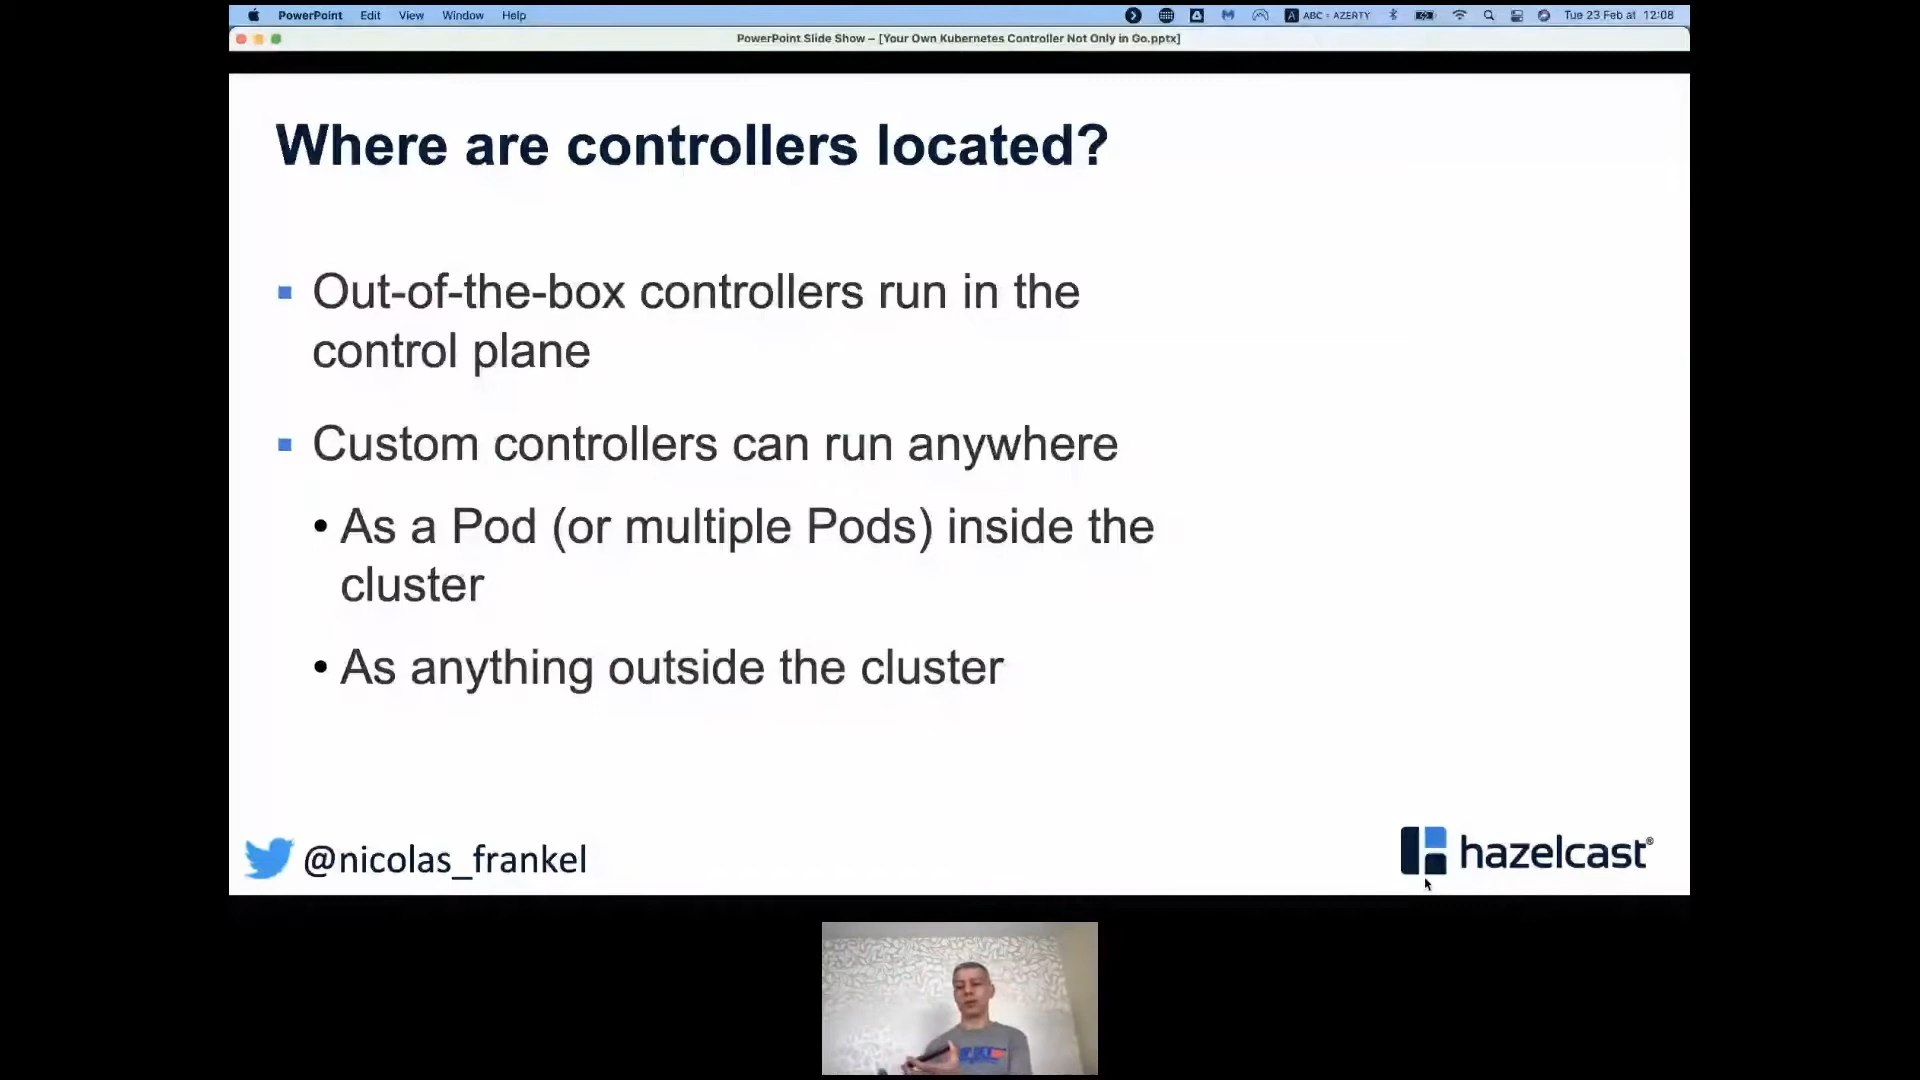 PowerPoint Edit View Window Help ABC - AZERTY Tue 23 Feb at 12:08
PowerPoint Slide Show – [Your Own Kubernetes Controller Not Only in Go.pptx]
Where are controllers located?
Out-of-the-box controllers run in the
control plane
Custom controllers can run anywhere
• As a Pod (or multiple Pods) inside the
cluster
• As anything outside the cluster
@nicolas_frankel
hazelcast®